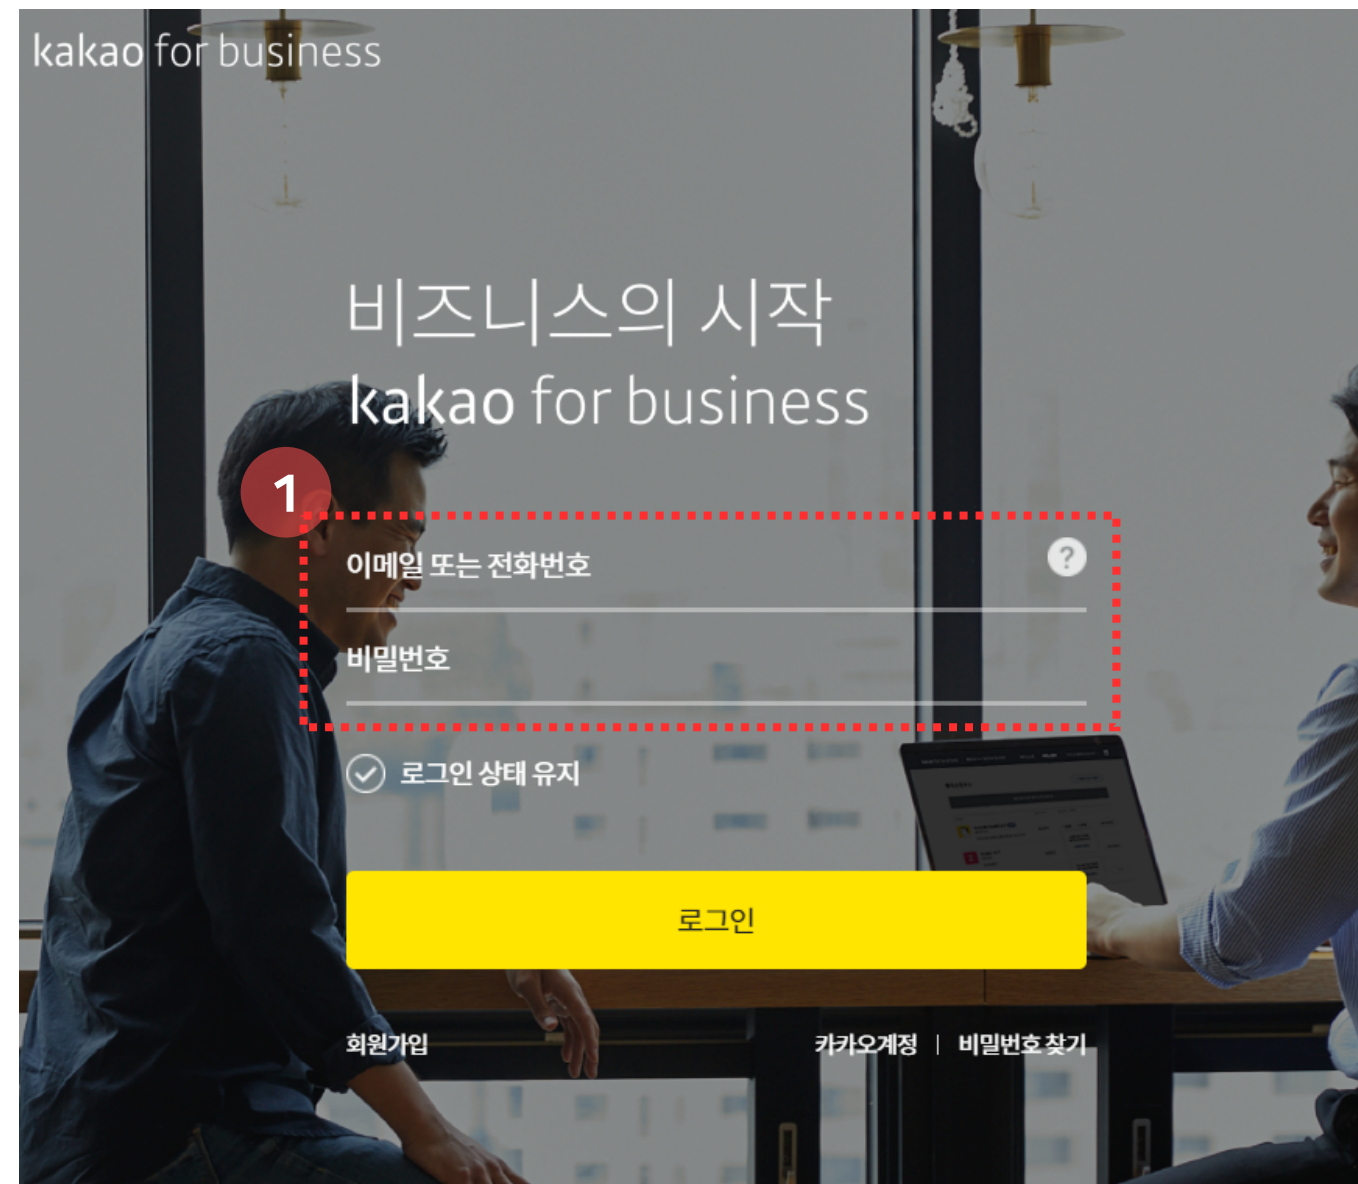 kakao for business
비즈니스의 시작
kakao for business
1
이메일 또는 전화번호 ?
비밀번호
로그인 상태 유지
로그인
회원가입 카카오계정 | 비밀번호 찾기